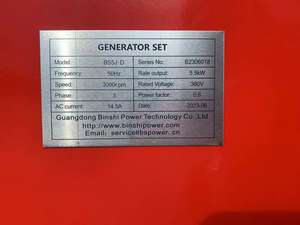 GENERATOR SET
Model BS5J-D Series No: B2306018
Frequency: 50Hz Rate output: 5.5kW
Speed: 3000rpm Rated Voltage: 380V
Phase 3 Power factor: 0.8
AC current: 14.3A Date: 2023-06
Guangdong Binshi Power Technology Co. Ltd
http://www.binshipower.com
Email: service@bspower.cn